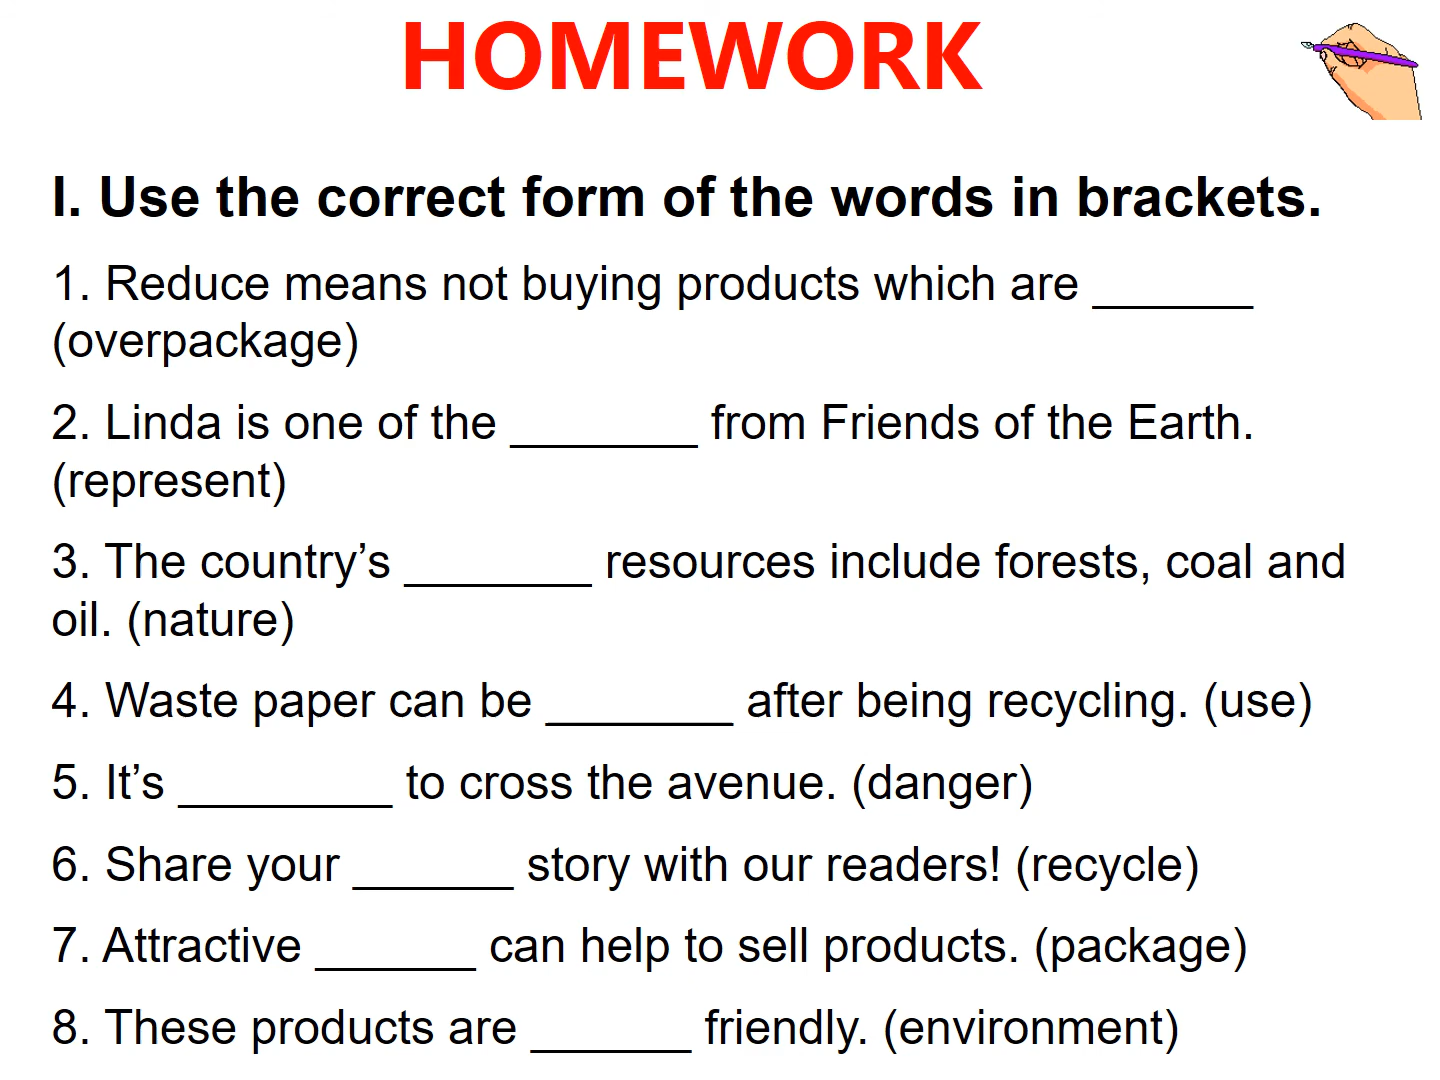 HOMEWORK
I. Use the correct form of the words in brackets.
1. Reduce means not buying products which are ______
(overpackage)
2. Linda is one of the _______ from Friends of the Earth.
(represent)
3. The country’s _______ resources include forests, coal and
oil. (nature)
4. Waste paper can be _______ after being recycling. (use)
5. It’s ________ to cross the avenue. (danger)
6. Share your ______ story with our readers! (recycle)
7. Attractive ______ can help to sell products. (package)
8. These products are ______ friendly. (environment)